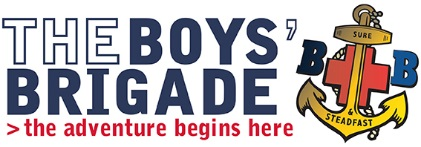 THE BOYS'
BRIGADE
> the adventure begins here
SURE
B B
&
STEADFAST